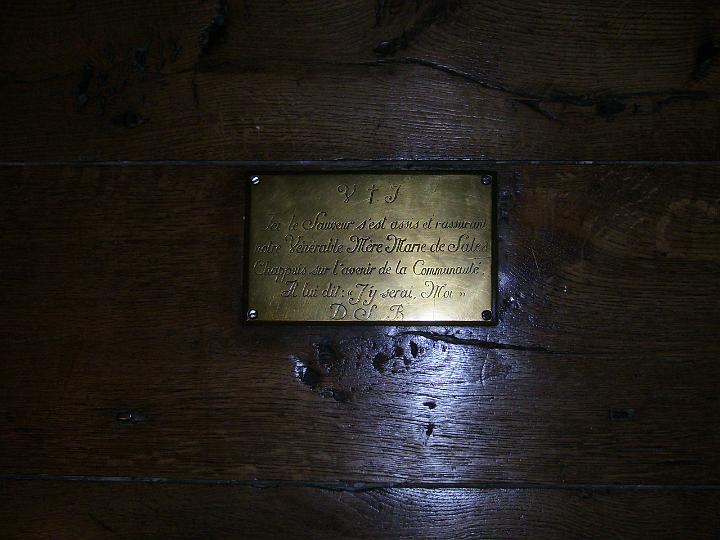 V † J
Ici le Sauveur s'est assis et rassurant
notre Vénérable Mère Marie de Sales
Chappuis sur l'avenir de la Communauté,
Il lui dit: «J'y serai, Moi»
D. S. B.